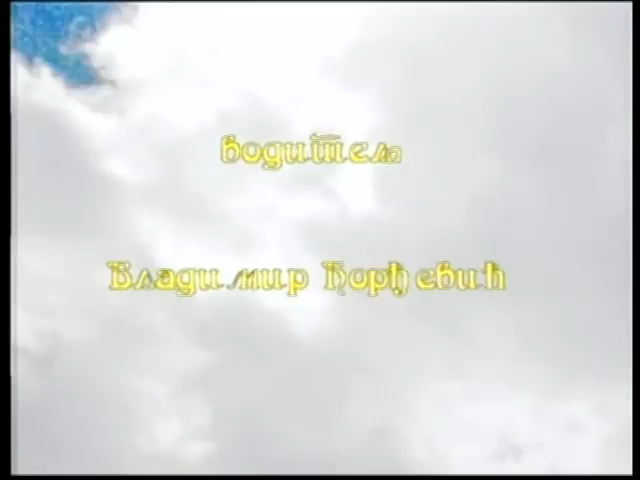 водитељ
Владимир Ђорђевић